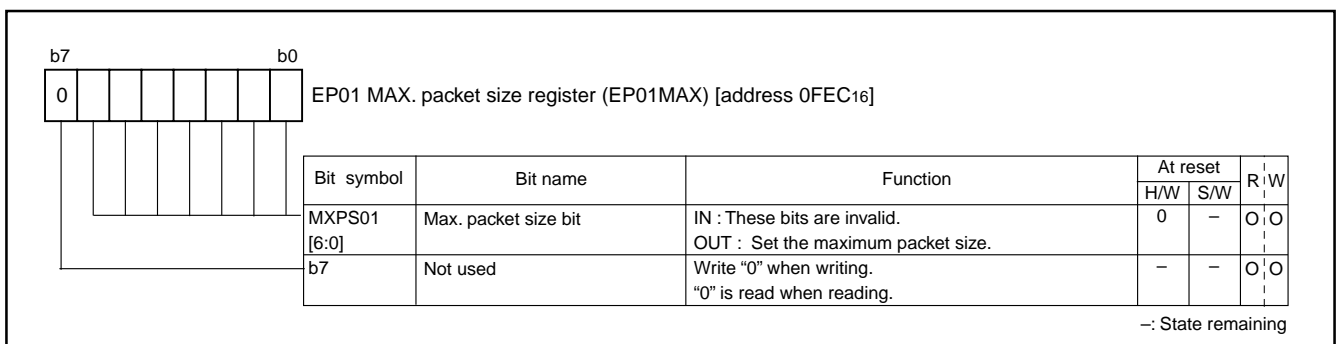 b7 b0
0 EP01 MAX. packet size register (EP01MAX) [address 0FEC16]
Bit symbol Bit name Function At reset R W
H/W S/W
MXPS01 Max. packet size bit IN : These bits are invalid. 0 – O O
[6:0] OUT : Set the maximum packet size.
b7 Not used Write “0” when writing. – – O O
“0” is read when reading.
–: State remaining